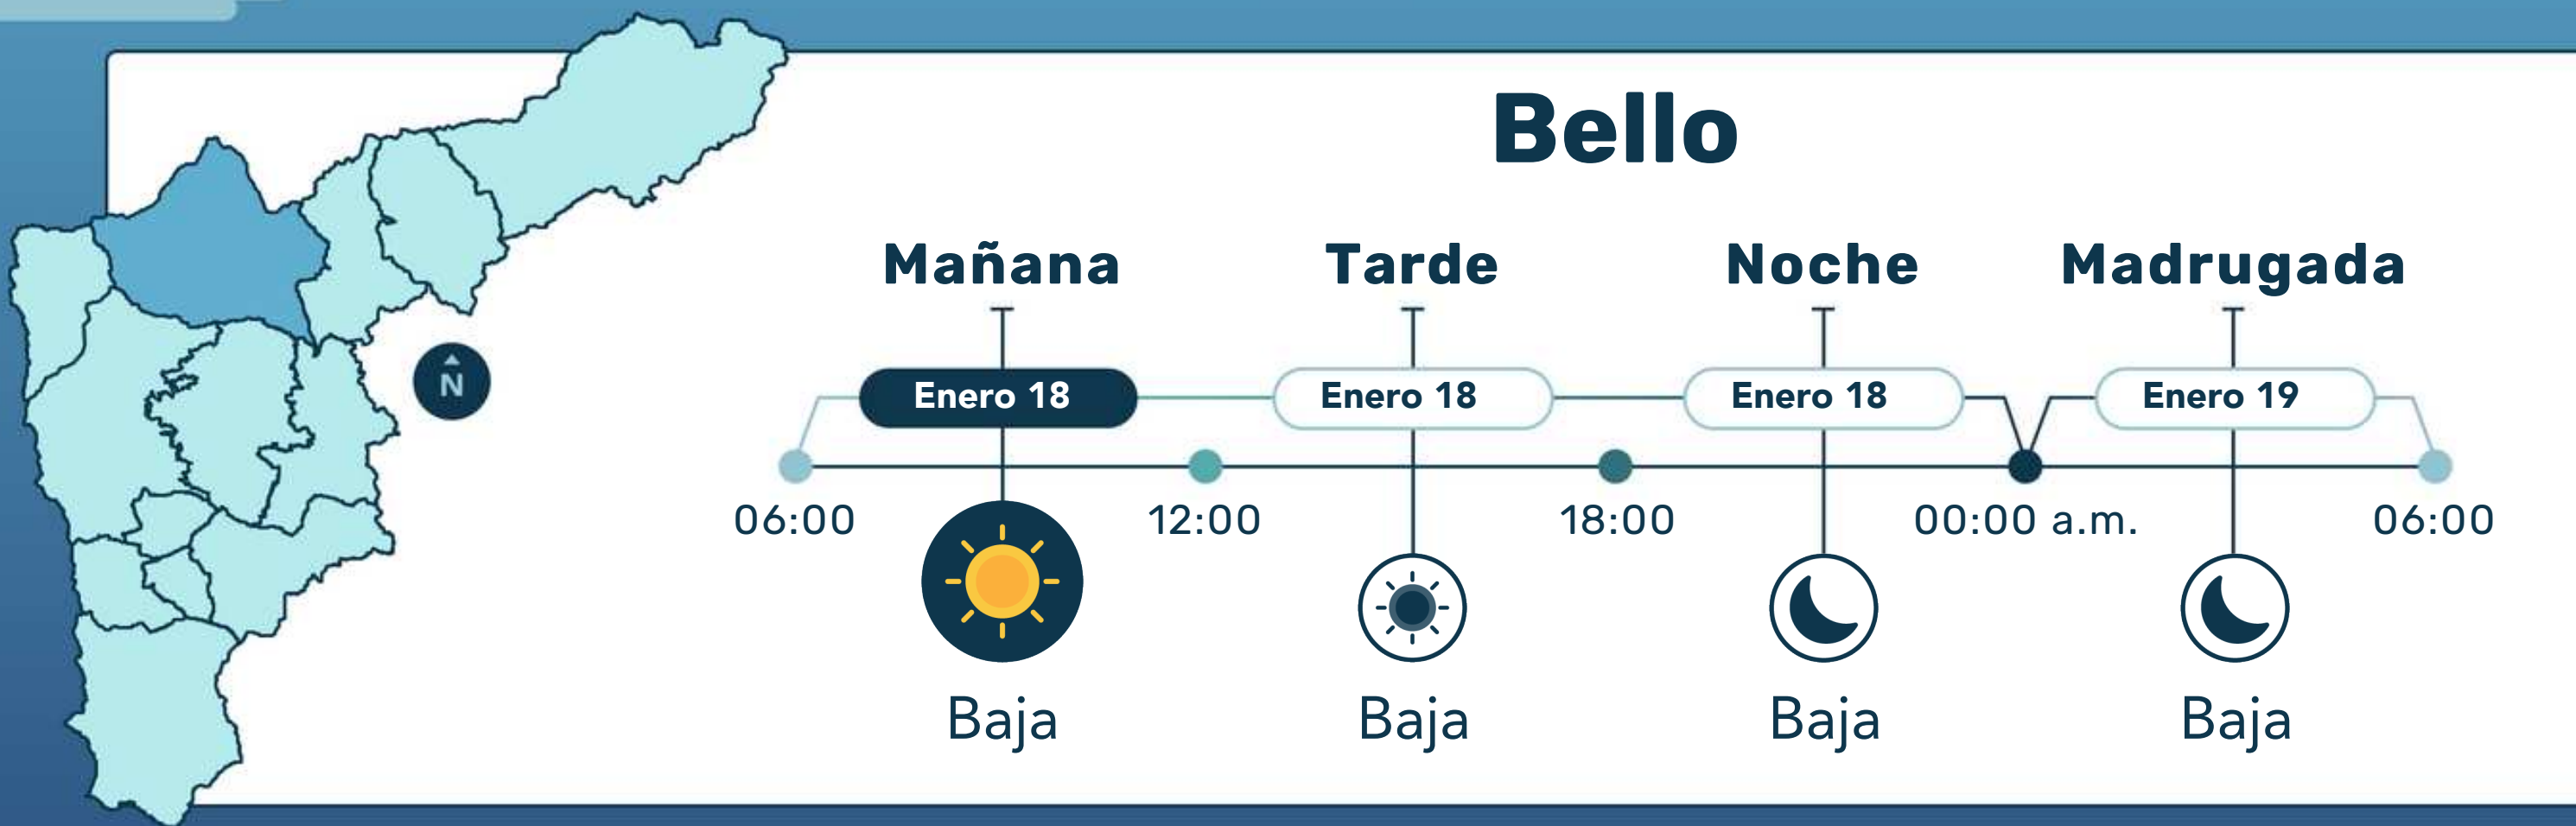 Bello
Mañana Tarde Noche Madrugada
Enero 18 Enero 18 Enero 18 Enero 19
N
06:00 12:00 18:00 00:00 a.m. 06:00
Baja Baja Baja Baja